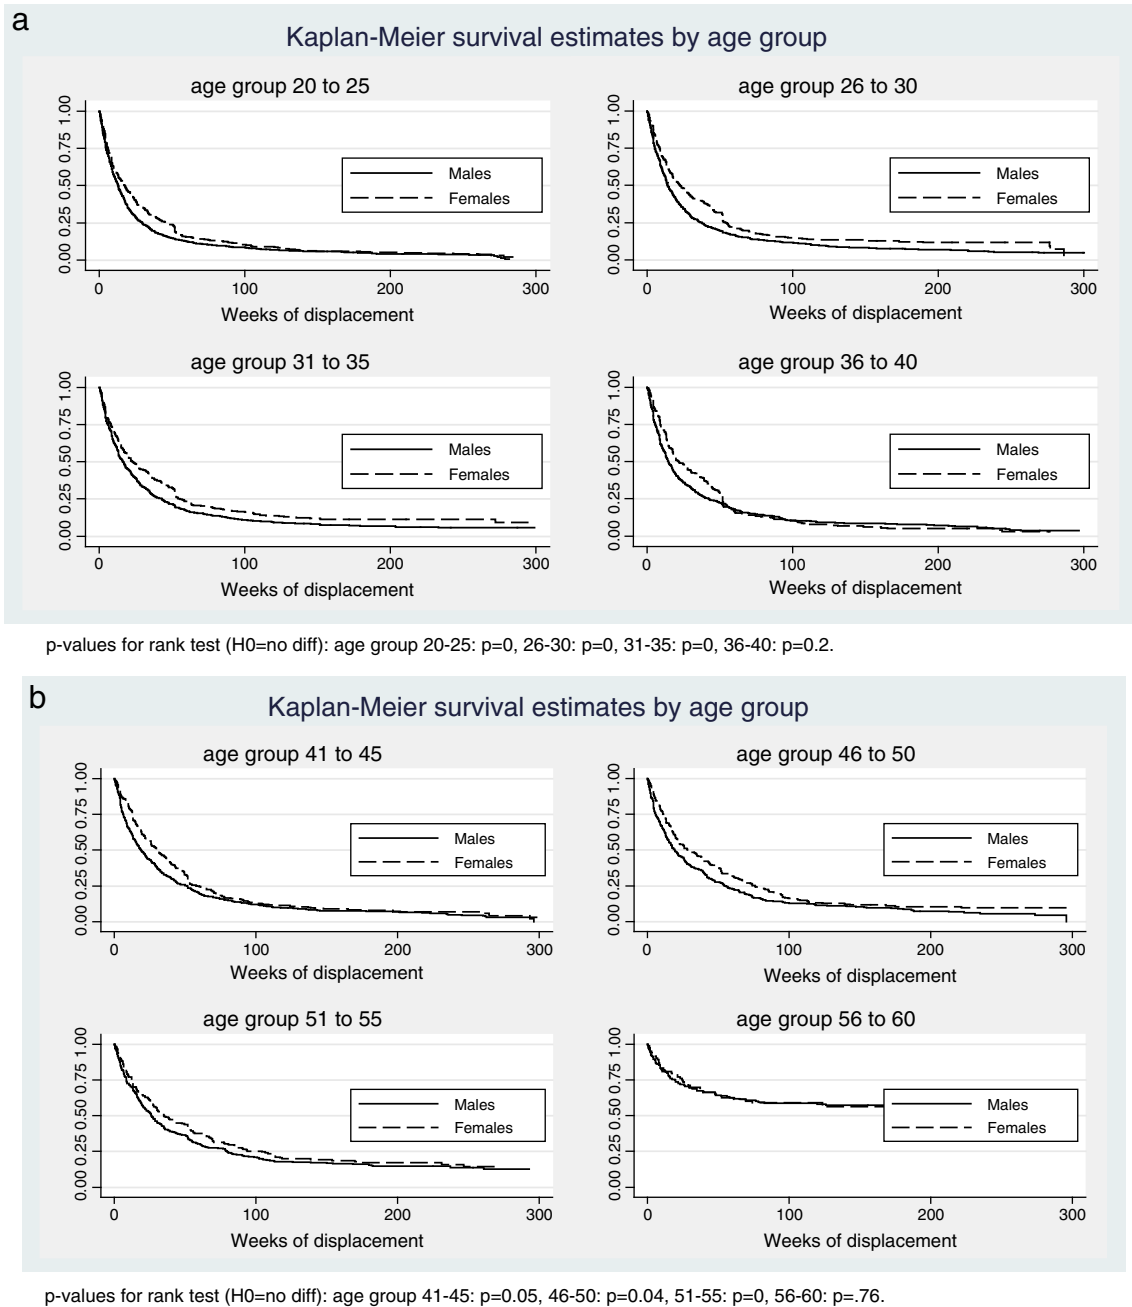 a
Kaplan-Meier survival estimates by age group
age group 20 to 25
0.00 0.25 0.50 0.75 1.00
Males
Females
0 100 200 300
Weeks of displacement
age group 26 to 30
0.00 0.25 0.50 0.75 1.00
Males
Females
0 100 200 300
Weeks of displacement
age group 31 to 35
0.00 0.25 0.50 0.75 1.00
Males
Females
0 100 200 300
Weeks of displacement
age group 36 to 40
0.00 0.25 0.50 0.75 1.00
Males
Females
0 100 200 300
Weeks of displacement
p-values for rank test (H0=no diff): age group 20-25: p=0, 26-30: p=0, 31-35: p=0, 36-40: p=0.2.
b
Kaplan-Meier survival estimates by age group
age group 41 to 45
0.00 0.25 0.50 0.75 1.00
Males
Females
0 100 200 300
Weeks of displacement
age group 46 to 50
0.00 0.25 0.50 0.75 1.00
Males
Females
0 100 200 300
Weeks of displacement
age group 51 to 55
0.00 0.25 0.50 0.75 1.00
Males
Females
0 100 200 300
Weeks of displacement
age group 56 to 60
0.00 0.25 0.50 0.75 1.00
Males
Females
0 100 200 300
Weeks of displacement
p-values for rank test (H0=no diff): age group 41-45: p=0.05, 46-50: p=0.04, 51-55: p=0, 56-60: p=.76.